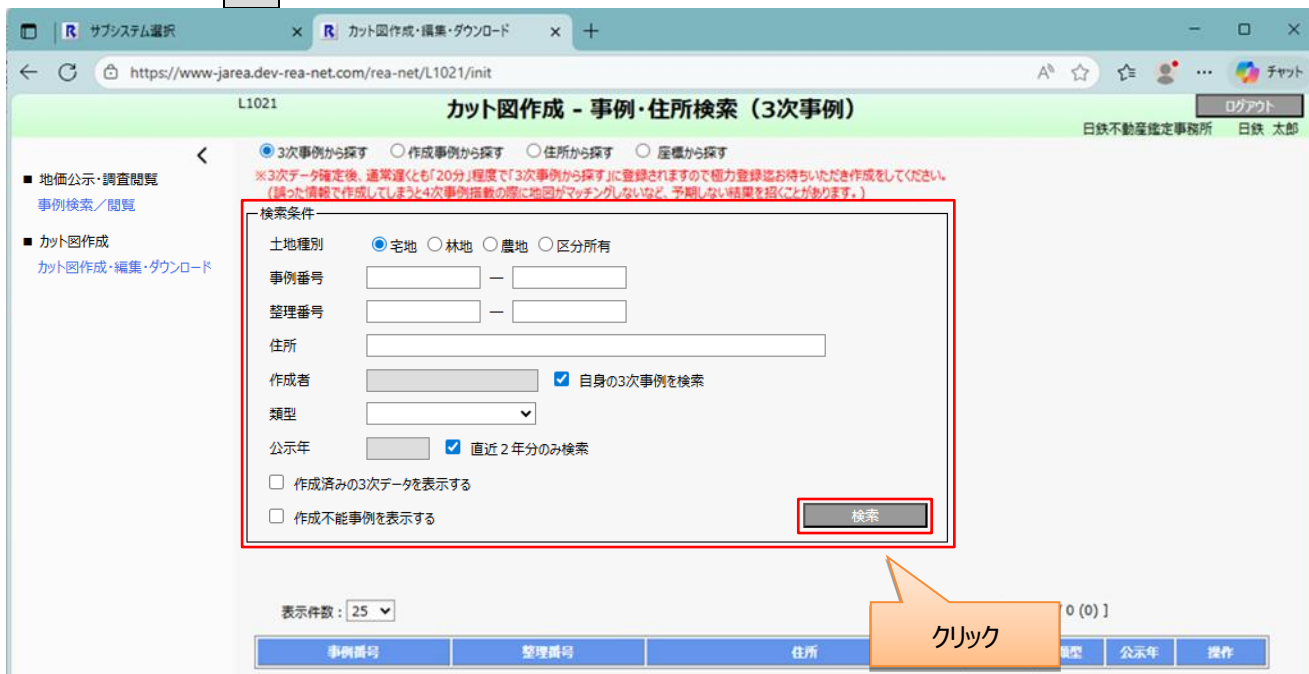 サブシステム選択
カット図作成・編集・ダウンロード
https://www-jarea.dev-rea-net.com/rea-net/L1021/init
チャット
L1021
カット図作成 - 事例・住所検索（3次事例）
ログアウト
日鉄不動産鑑定事務所 日鉄 太郎
■ 地価公示・調査閲覧
事例検索／閲覧
■ カット図作成
カット図作成・編集・ダウンロード
3次事例から探す 作成事例から探す 住所から探す 座標から探す
※3次データ確定後、通常遅くとも「20分」程度で「3次事例から探す」に登録されますので極力登録迄お待ちいただき作成をしてください。
（誤った情報で作成してしまうと4次事例搭載の際に地図がマッチングしないなど、予期しない結果を招くことがあります。）
検索条件
土地種別 宅地 林地 農地 区分所有
事例番号 ―
整理番号 ―
住所
作成者 自身の3次事例を検索
類型
公示年 直近２年分のみ検索
作成済みの3次データを表示する
作成不能事例を表示する
検索
クリック
表示件数：25
/ 0 (0) ]
事例番号 整理番号 住所 類型 公示年 操作